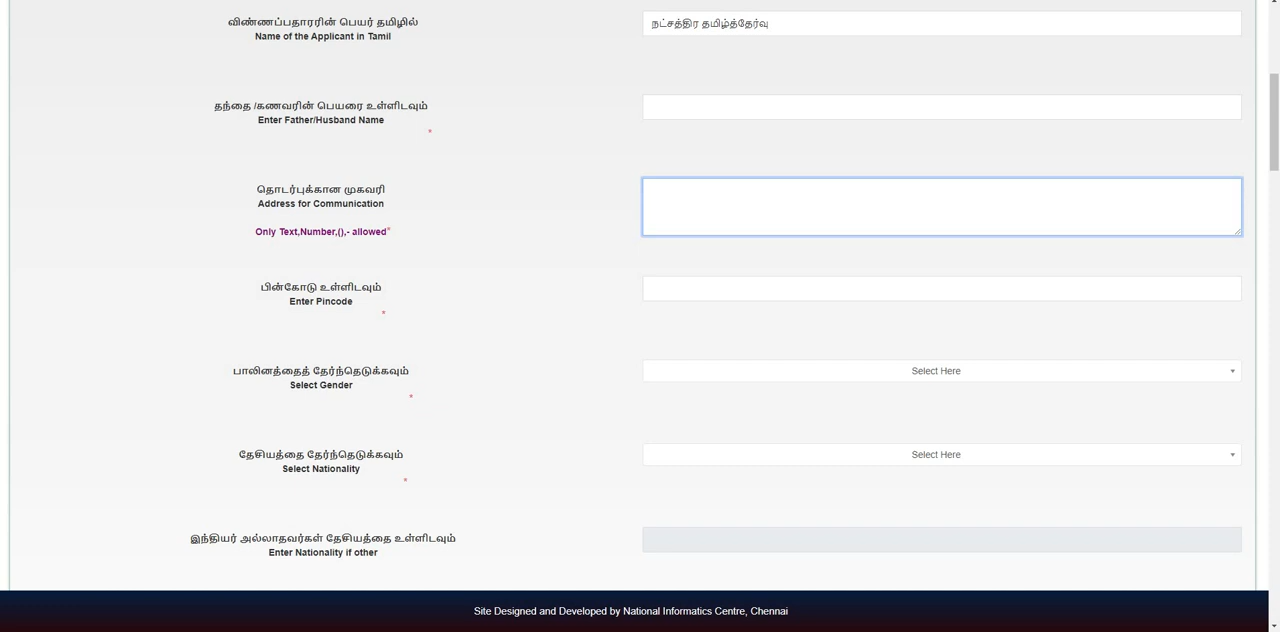 விண்ணப்பதாரரின் பெயர் தமிழில்
Name of the Applicant in Tamil
நட்சத்திர தமிழ்த்தேர்வு
தந்தை /கணவரின் பெயரை உள்ளிடவும்
Enter Father/Husband Name
*
தொடர்புக்கான முகவரி
Address for Communication
Only Text,Number,(),- allowed*
பின்கோடு உள்ளிடவும்
Enter Pincode
*
பாலினத்தைத் தேர்ந்தெடுக்கவும்
Select Gender
Select Here
*
தேசியத்தை தேர்ந்தெடுக்கவும்
Select Nationality
Select Here
*
இந்தியர் அல்லாதவர்கள் தேசியத்தை உள்ளிடவும்
Enter Nationality if other
Site Designed and Developed by National Informatics Centre, Chennai